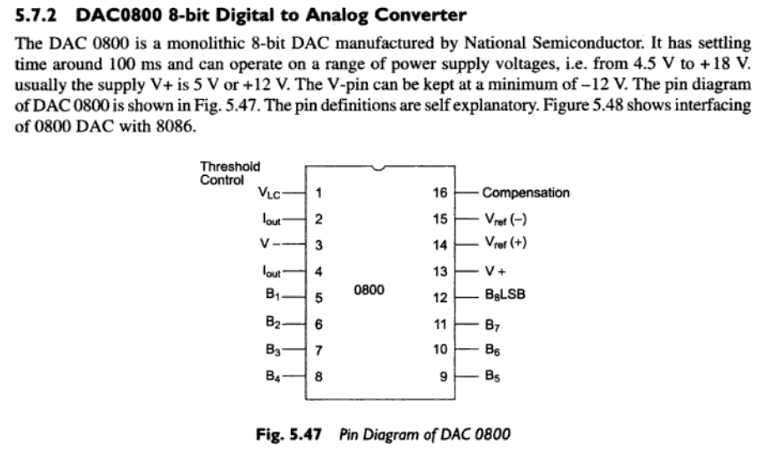 5.7.2 DAC0800 8-bit Digital to Analog Converter
The DAC 0800 is a monolithic 8-bit DAC manufactured by National Semiconductor. It has settling
time around 100 ms and can operate on a range of power supply voltages, i.e. from 4.5 V to +18 V.
usually the supply V+ is 5 V or +12 V. The V-pin can be kept at a minimum of –12 V. The pin diagram
of DAC 0800 is shown in Fig. 5.47. The pin definitions are self explanatory. Figure 5.48 shows interfacing
of 0800 DAC with 8086.
Threshold
Control
VLC 1 16 Compensation
Iout 2 15 Vref (–)
V – 3 14 Vref (+)
Iout 4 13 V +
B1 5 0800 12 B8LSB
B2 6 11 B7
B3 7 10 B6
B4 8 9 B5
Fig. 5.47 Pin Diagram of DAC 0800